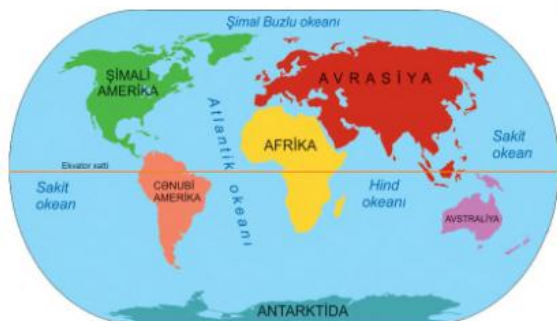 Şimal Buzlu okeanı
ŞİMALİ
AMERİKA
AVRASİYA
Atlantik okeanı
AFRİKA
Sakit
okean
Ekvator xətti
Sakit
okean
CƏNUBİ
AMERİKA
Hind
okeanı
AVSTRALİYA
ANTARKTİDA